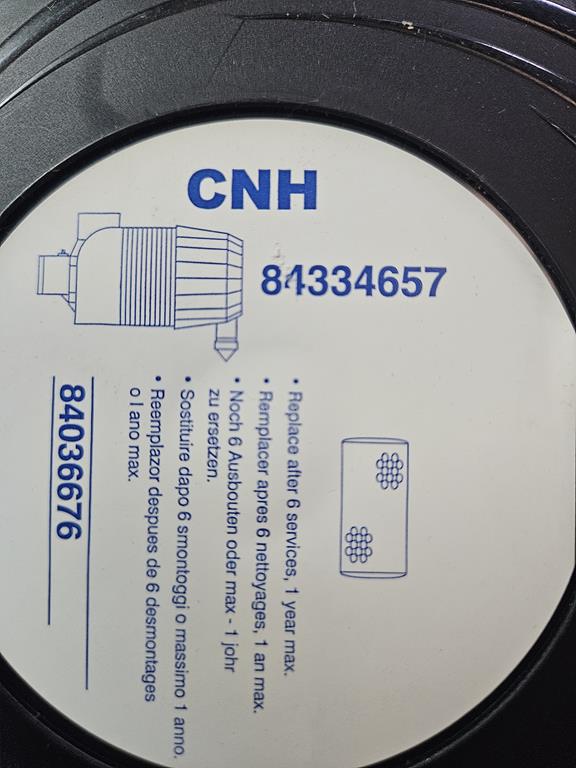 CNH
84334657
• Replace after 6 services, 1 year max.
• Remplacer apres 6 nettoyages, 1 an max.
• Noch 6 Ausbouten oder max - 1 johr
zu ersetzen.
• Sostituire dapo 6 smontoggi o massimo 1 anno.
• Reemplazor despues de 6 desmontages
o l ano max.
84036676